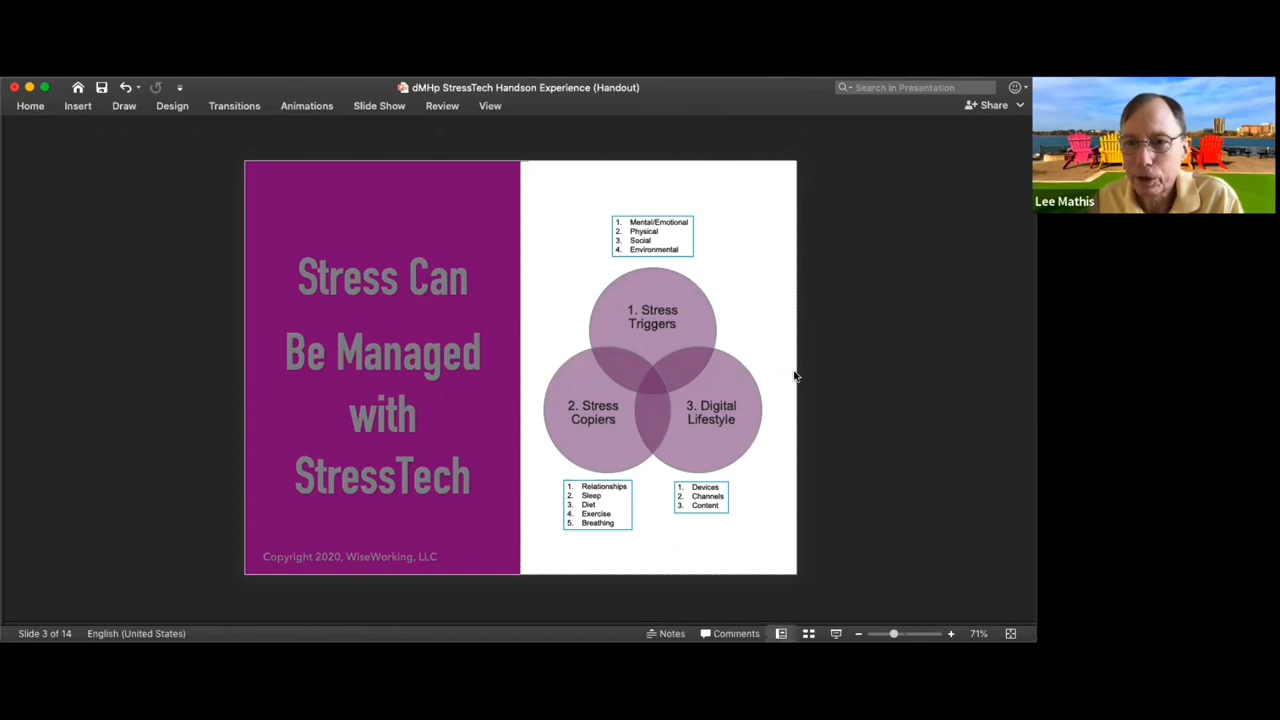 dMHp StressTech Handson Experience (Handout)
Search in Presentation
Home Insert Draw Design Transitions Animations Slide Show Review View
Share
Lee Mathis
Stress Can
Be Managed
with
StressTech
Copyright 2020, WiseWorking, LLC
1. Mental/Emotional
2. Physical
3. Social
4. Environmental
1. Stress
Triggers
2. Stress
Copiers
3. Digital
Lifestyle
1. Relationships
2. Sleep
3. Diet
4. Exercise
5. Breathing
1. Devices
2. Channels
3. Content
Slide 3 of 14 English (United States) Notes Comments 71%